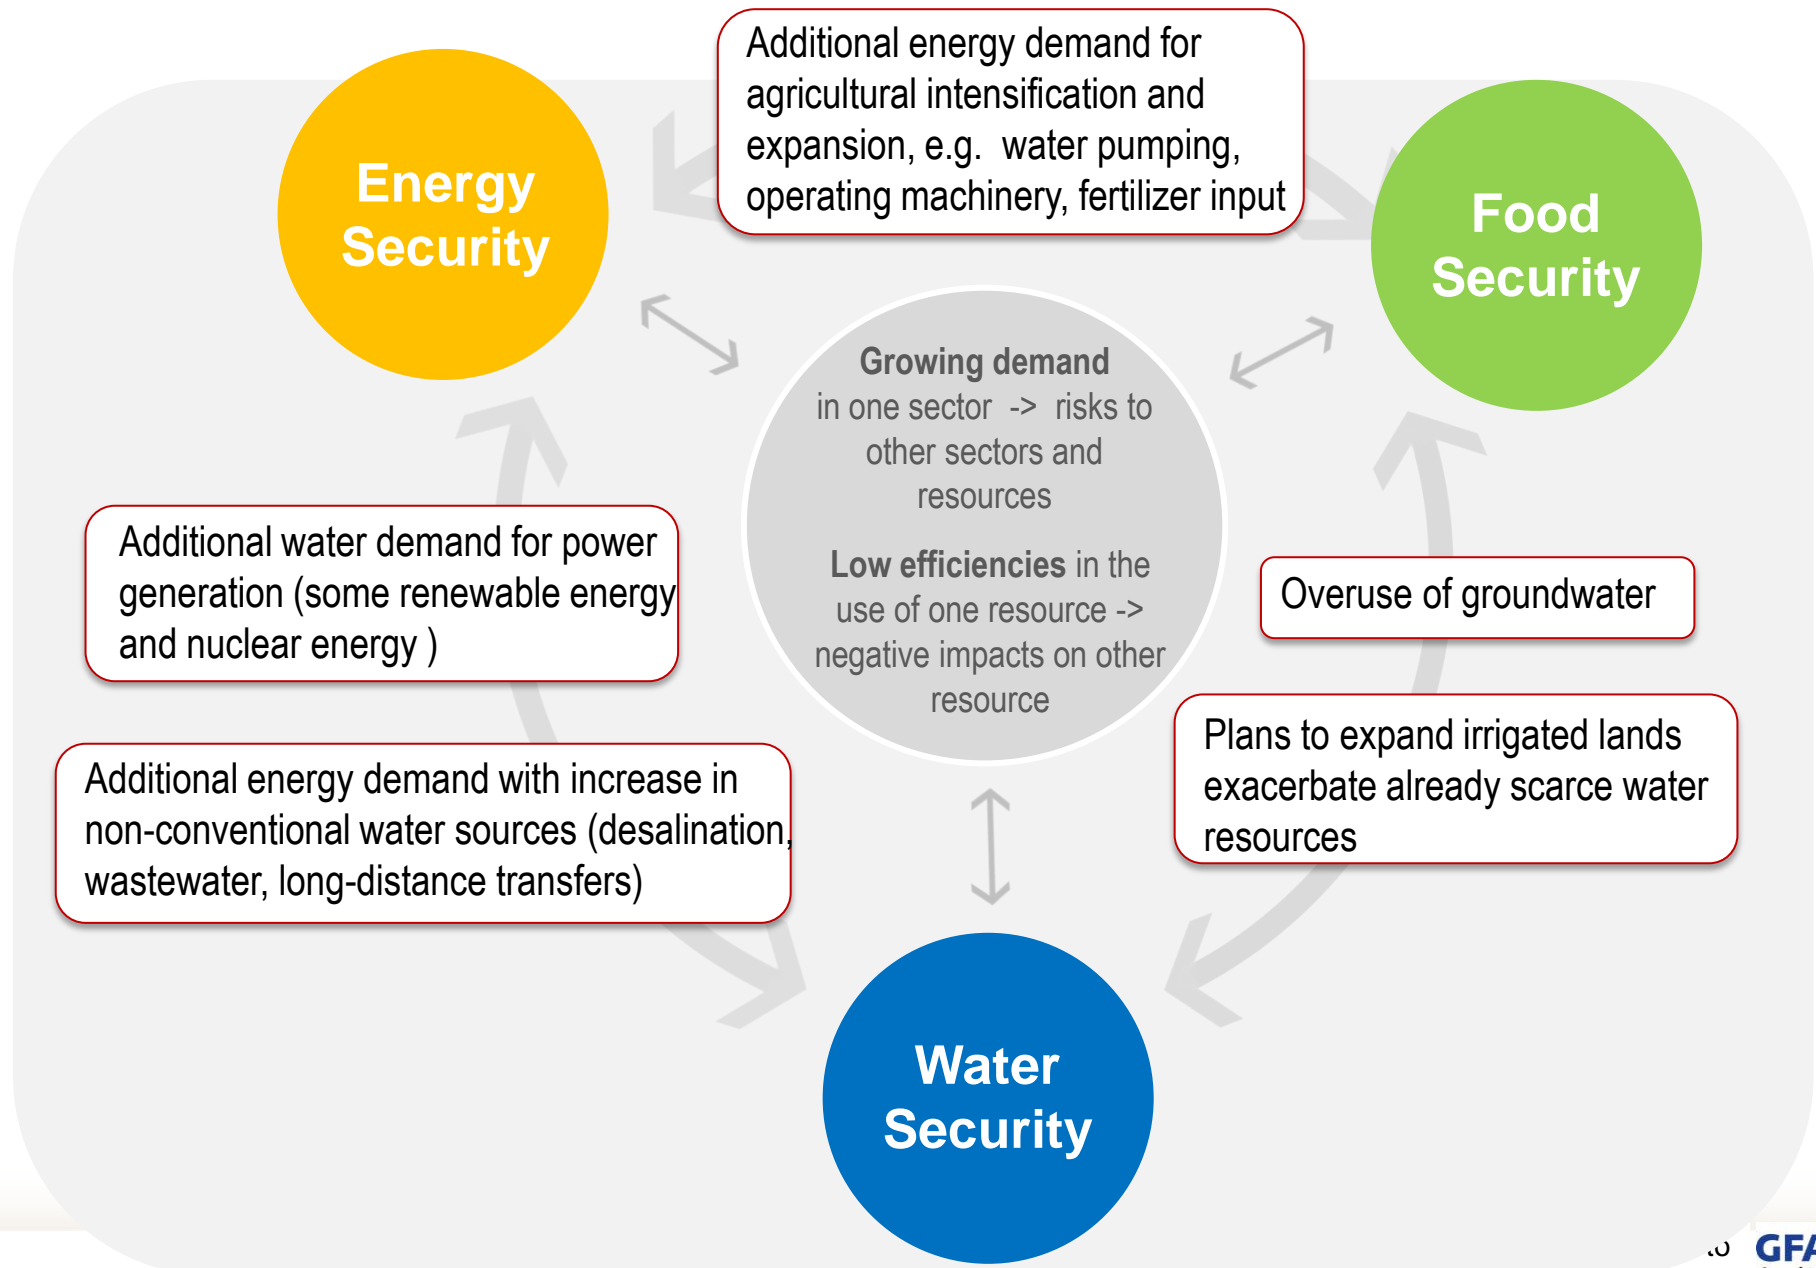 Additional energy demand for
agricultural intensification and
expansion, e.g. water pumping,
operating machinery, fertilizer input
Energy
Security
Food
Security
Growing demand
in one sector -> risks to
other sectors and
resources
Low efficiencies in the
use of one resource ->
negative impacts on other
resource
Additional water demand for power
generation (some renewable energy
and nuclear energy )
Overuse of groundwater
Additional energy demand with increase in
non-conventional water sources (desalination,
wastewater, long-distance transfers)
Plans to expand irrigated lands
exacerbate already scarce water
resources
Water
Security
to
GFA